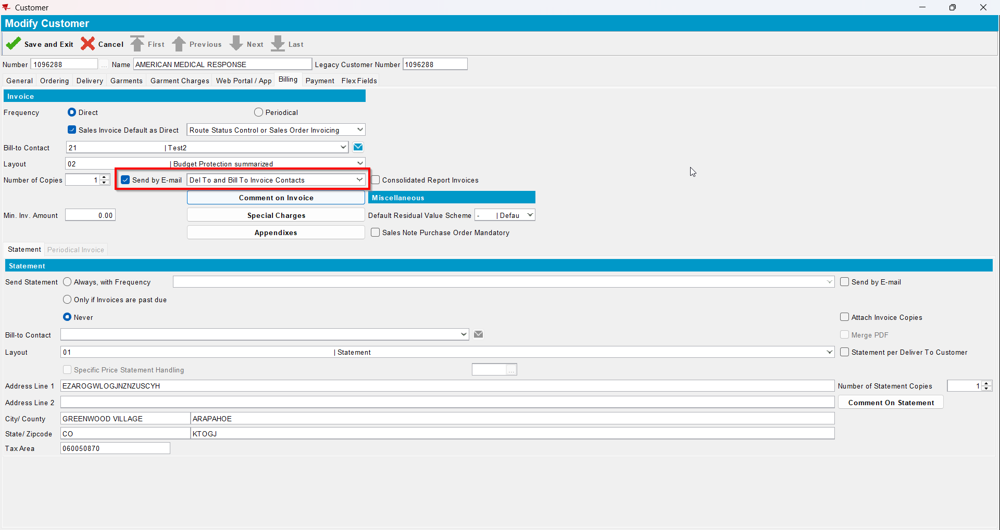 Customer
Modify Customer
Save and Exit Cancel First Previous Next Last
Number 1096288 ... Name AMERICAN MEDICAL RESPONSE Legacy Customer Number 1096288
General Ordering Delivery Garments Garment Charges Web Portal / App Billing Payment Flex Fields
Invoice
Frequency Direct Periodical
Sales Invoice Default as Direct Route Status Control or Sales Order Invoicing
Bill-to Contact 21 | Test2
Layout 02 | Budget Protection summarized
Number of Copies 1 Send by E-mail Del To and Bill To Invoice Contacts Consolidated Report Invoices
Comment on Invoice Miscellaneous
Min. Inv. Amount 0.00 Special Charges Default Residual Value Scheme - | Defau
Appendixes Sales Note Purchase Order Mandatory
Statement Periodical Invoice
Statement
Send Statement Always, with Frequency Send by E-mail
Only if Invoices are past due
Never Attach Invoice Copies
Bill-to Contact Merge PDF
Layout 01 | Statement Statement per Deliver To Customer
Specific Price Statement Handling ...
Address Line 1 EZAROGWLOGJNZNZUSCYH Number of Statement Copies 1
Address Line 2 Comment On Statement
City/ County GREENWOOD VILLAGE ARAPAHOE
State/ Zipcode CO KTOGJ
Tax Area 060050870